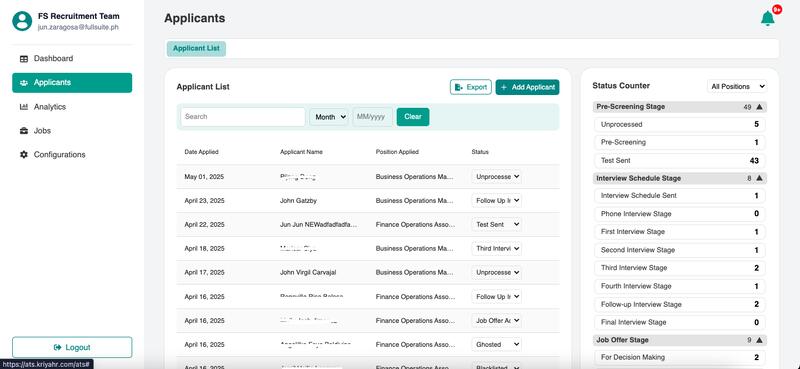 FS Recruitment Team
jun.zaragosa@fullsuite.ph
Dashboard
Applicants
Analytics
Jobs
Configurations
Logout
https://ats.kriyahr.com/ats#
Applicants
9+
Applicant List
Applicant List
Export
+ Add Applicant
Search
Month
MM/yyyy
Clear
Date Applied Applicant Name Position Applied Status
May 01, 2025 Business Operations Ma... Unprocesse
April 23, 2025 John Gatzby Business Operations Ma... Follow Up In
April 22, 2025 Jun Jun NEWadfadfadfa... Finance Operations Asso... Test Sent
April 18, 2025 Business Operations Ma... Third Intervi
April 17, 2025 John Virgil Carvajal Business Operations Ma... Unprocesse
April 16, 2025 Finance Operations Asso... Follow Up In
April 16, 2025 Finance Operations Asso... Job Offer Ac
April 16, 2025 Finance Operations Asso... Ghosted
April 16, 2025 Finance Operations Asso... Blacklisted
Status Counter
All Positions
Pre-Screening Stage 49
Unprocessed 5
Pre-Screening 1
Test Sent 43
Interview Schedule Stage 8
Interview Schedule Sent 1
Phone Interview Stage 0
First Interview Stage 1
Second Interview Stage 1
Third Interview Stage 2
Fourth Interview Stage 1
Follow-up Interview Stage 2
Final Interview Stage 0
Job Offer Stage 9
For Decision Making 2